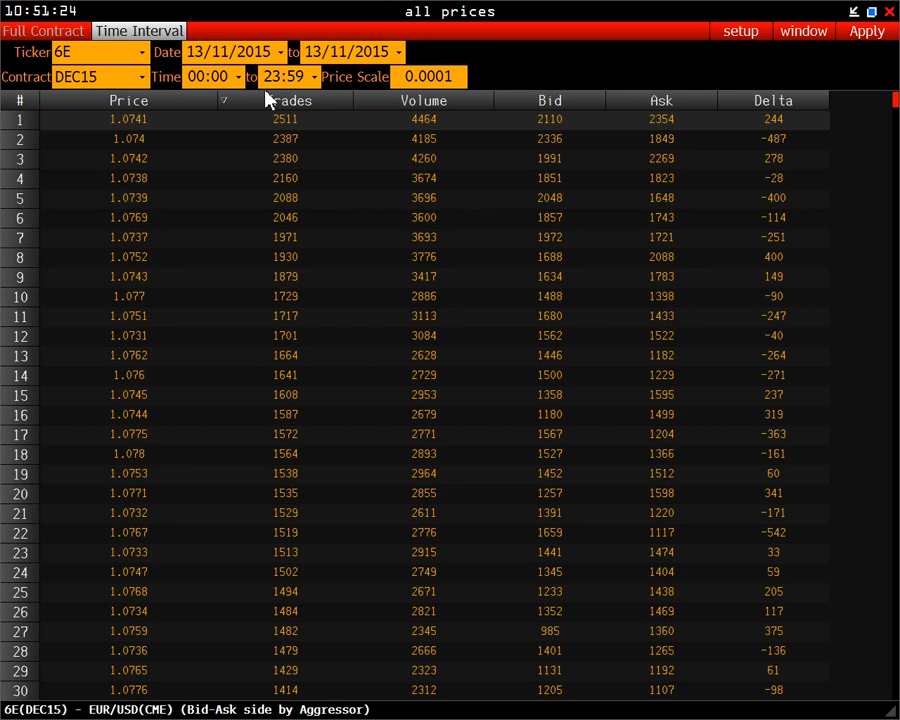 10:51:24 all prices
Full Contract Time Interval setup window Apply
Ticker 6E Date 13/11/2015 to 13/11/2015
Contract DEC15 Time 00:00 to 23:59 Price Scale 0.0001
# Price Volume Bid Ask Delta
1 1.0741 2511 4464 2110 2354 244
2 1.074 2387 4185 2336 1849 -487
3 1.0742 2380 4260 1991 2269 278
4 1.0738 2160 3674 1851 1823 -28
5 1.0739 2088 3696 2048 1648 -400
6 1.0769 2046 3600 1857 1743 -114
7 1.0737 1971 3693 1972 1721 -251
8 1.0752 1930 3776 1688 2088 400
9 1.0743 1879 3417 1634 1783 149
10 1.077 1729 2886 1488 1398 -90
11 1.0751 1717 3113 1680 1433 -247
12 1.0731 1701 3084 1562 1522 -40
13 1.0762 1664 2628 1446 1182 -264
14 1.076 1641 2729 1500 1229 -271
15 1.0745 1608 2953 1358 1595 237
16 1.0744 1587 2679 1180 1499 319
17 1.0775 1572 2771 1567 1204 -363
18 1.078 1564 2893 1527 1366 -161
19 1.0753 1538 2964 1452 1512 60
20 1.0771 1535 2855 1257 1598 341
21 1.0732 1529 2611 1391 1220 -171
22 1.0767 1519 2776 1659 1117 -542
23 1.0733 1513 2915 1441 1474 33
24 1.0747 1502 2749 1345 1404 59
25 1.0768 1494 2671 1233 1438 205
26 1.0734 1484 2821 1352 1469 117
27 1.0759 1482 2345 985 1360 375
28 1.0736 1479 2666 1401 1265 -136
29 1.0765 1429 2323 1131 1192 61
30 1.0776 1414 2312 1205 1107 -98
6E(DEC15) - EUR/USD(CME) (Bid-Ask side by Aggressor)